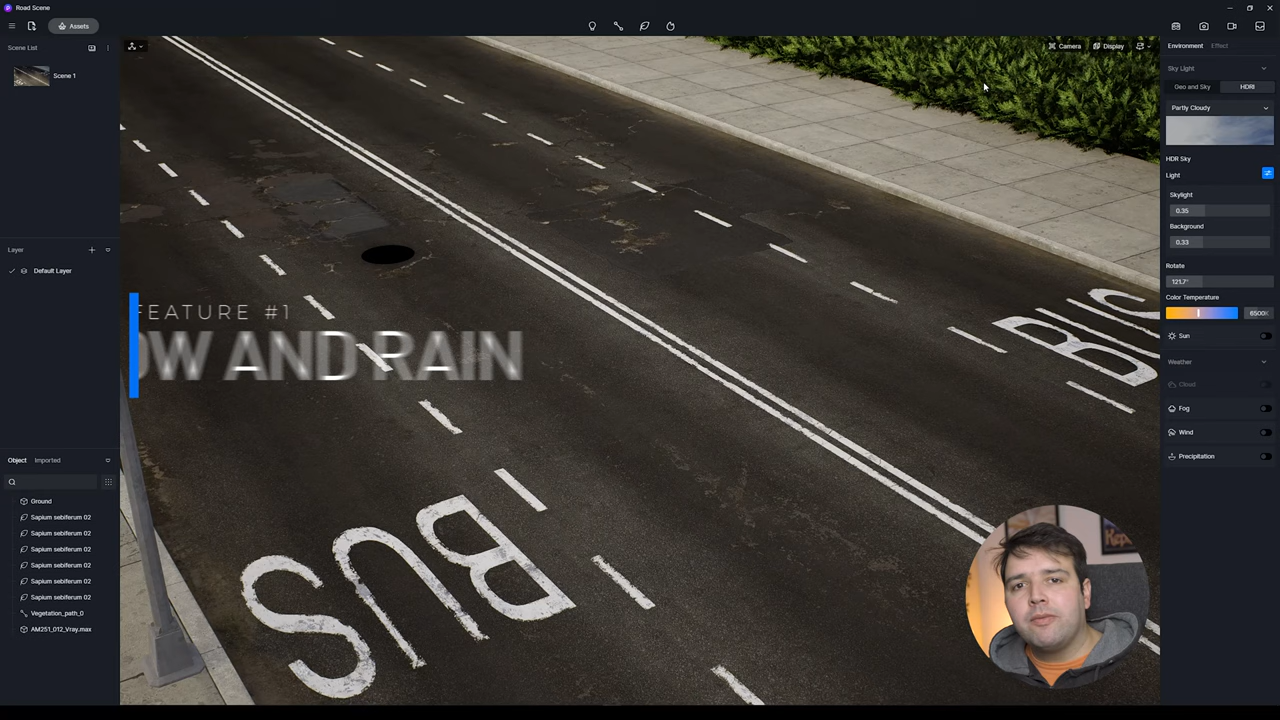 Road Scene
Assets
Scene List
Scene 1
Camera
Display
Environment
Effect
Sky Light
Geo and Sky
HDRI
Partly Cloudy
HDR Sky
Light
Skylight
0.35
Background
0.33
Layer
Default Layer
Rotate
121.7°
Color Temperature
6500K
Sun
FEATURE #1
OW AND RAIN
BUS
Weather
Cloud
Fog
Wind
Precipitation
Object
Imported
Ground
Sapium sebiferum 02
Sapium sebiferum 02
Sapium sebiferum 02
Sapium sebiferum 02
Sapium sebiferum 02
Sapium sebiferum 02
Vegetation_path_0
AM251_012_Vray.max
BUS